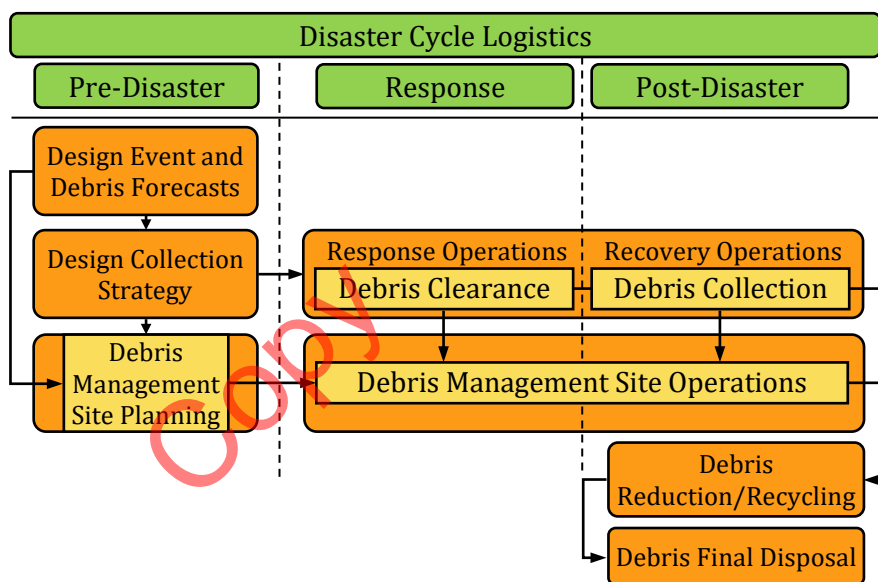 Disaster Cycle Logistics
Pre-Disaster
Response
Post-Disaster
Design Event and
Debris Forecasts
Design Collection
Strategy
Response Operations
Recovery Operations
Debris Clearance
Debris Collection
Debris
Management
Site Planning
Debris Management Site Operations
Debris
Reduction/Recycling
Debris Final Disposal
Copy